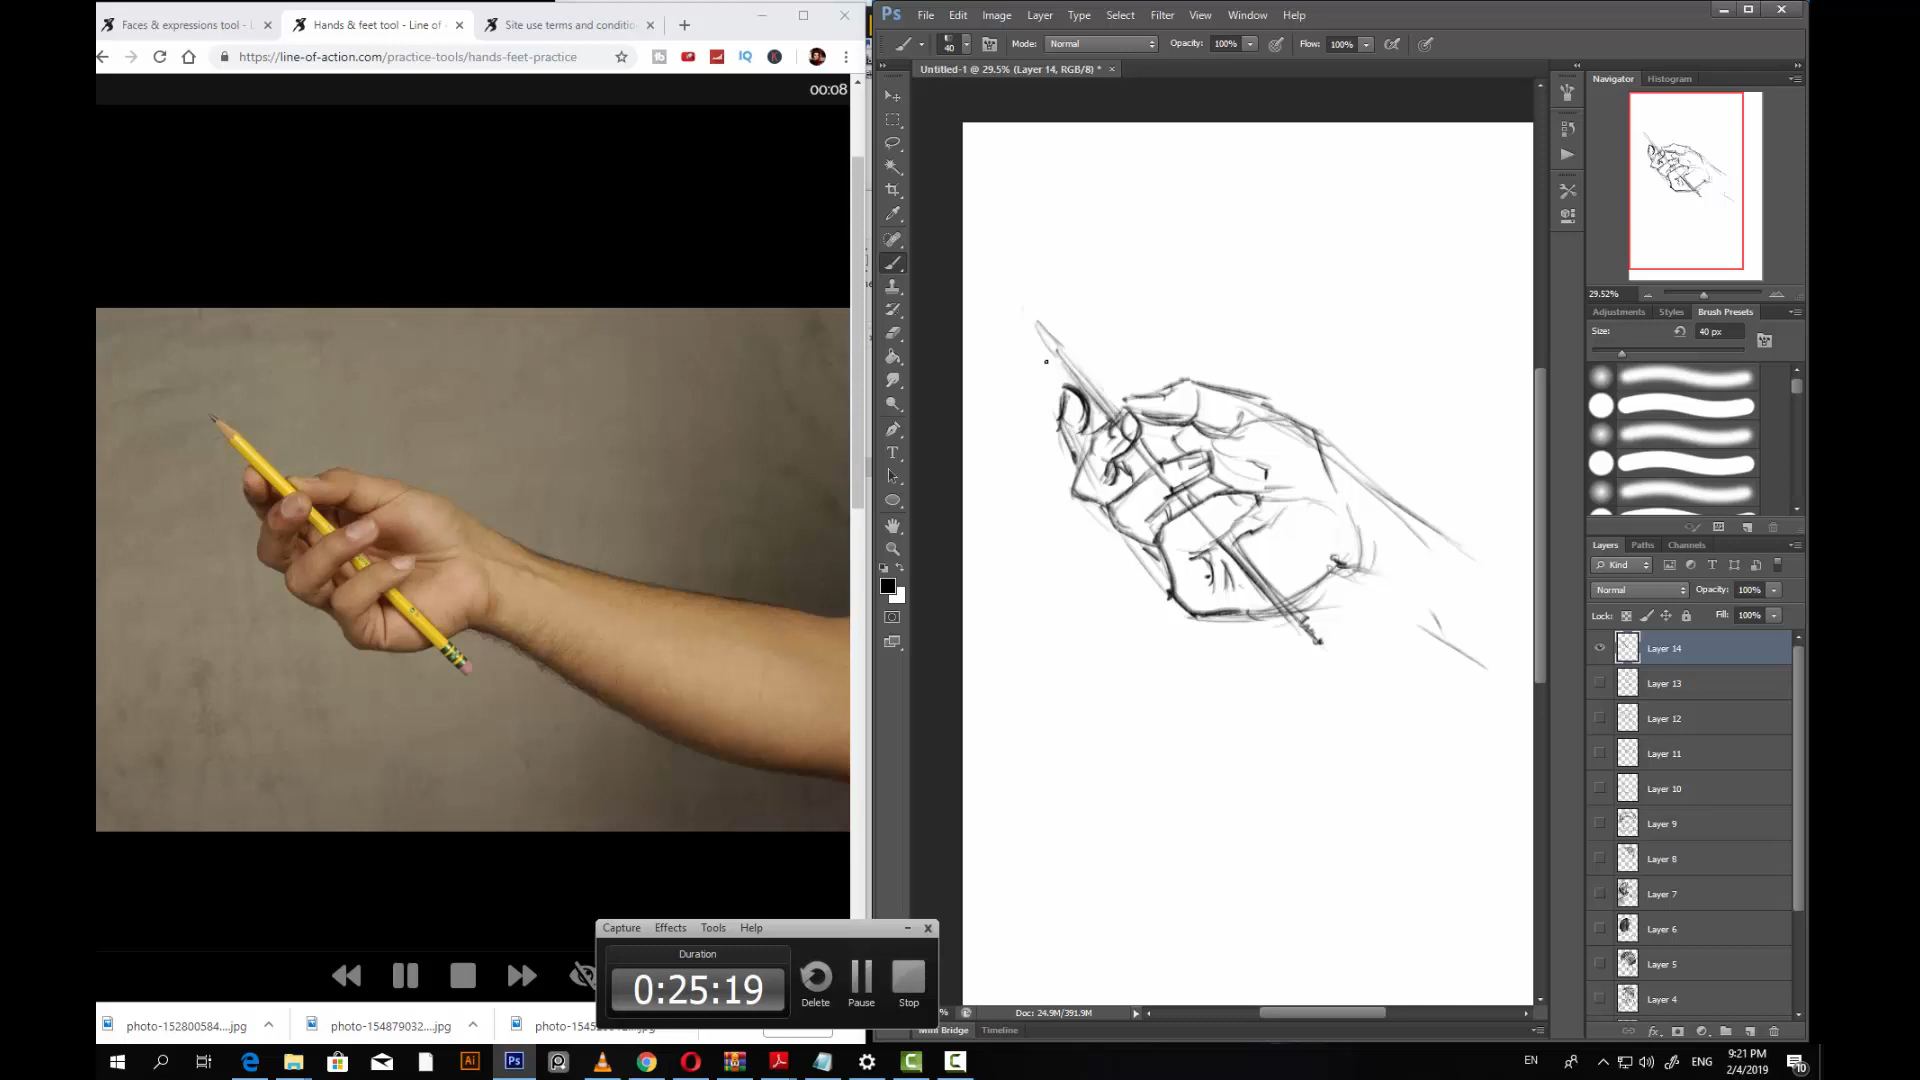 Faces & expressions tool -
Hands & feet tool - Line of
Site use terms and conditio
https://line-of-action.com/practice-tools/hands-feet-practice
00:08
Ps File Edit Image Layer Type Select Filter View Window Help
40 Mode: Normal Opacity: 100% Flow: 100%
Untitled-1 @ 29.5% (Layer 14, RGB/8) *
Navigator Histogram
29.52%
Adjustments Styles Brush Presets
Size: 40 px
Layers Paths Channels
Kind
Normal Opacity: 100%
Lock: Fill: 100%
Layer 14
Layer 13
Layer 12
Layer 11
Layer 10
Layer 9
Layer 8
Layer 7
Layer 6
Layer 5
Layer 4
Capture Effects Tools Help
Duration
0:25:19
Delete Pause Stop
Doc: 24.9M/391.9M
Mini Bridge Timeline
photo-152800584....jpg
photo-154879032....jpg
EN
ENG
9:21 PM
2/4/2019
10